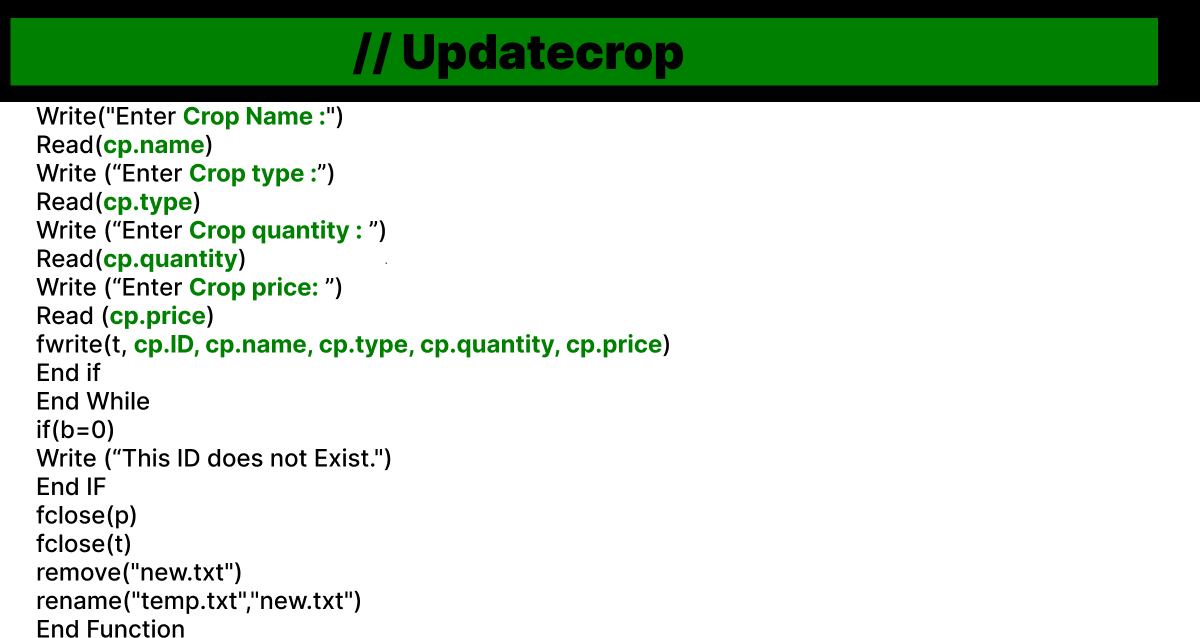 // Updatecrop
Write("Enter Crop Name :")
Read(cp.name)
Write (“Enter Crop type :”)
Read(cp.type)
Write (“Enter Crop quantity : ”)
Read(cp.quantity)
Write (“Enter Crop price: ”)
Read (cp.price)
fwrite(t, cp.ID, cp.name, cp.type, cp.quantity, cp.price)
End if
End While
if(b=0)
Write (“This ID does not Exist.")
End IF
fclose(p)
fclose(t)
remove("new.txt")
rename("temp.txt","new.txt")
End Function